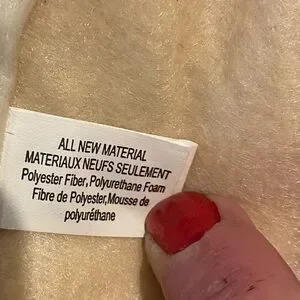 ALL NEW MATERIAL
MATERIAUX NEUFS SEULEMENT
Polyester Fiber, Polyurethane Foam
Fibre de Polyester,Mousse de
polyuréthane